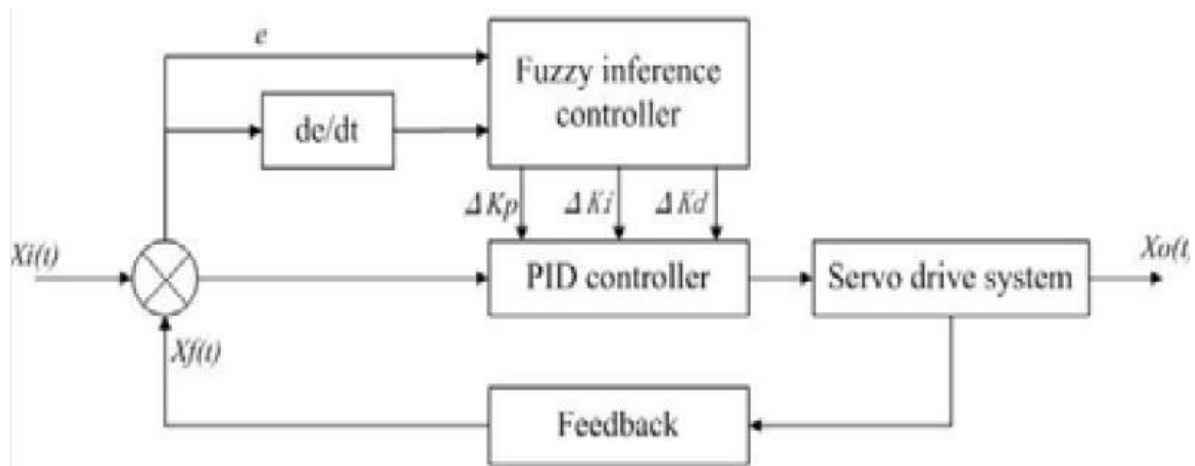 e
Fuzzy inference
controller
de/dt
ΔKp ΔKi ΔKd
Xi(t)
PID controller
Servo drive system
Xo(t)
Xf(t)
Feedback